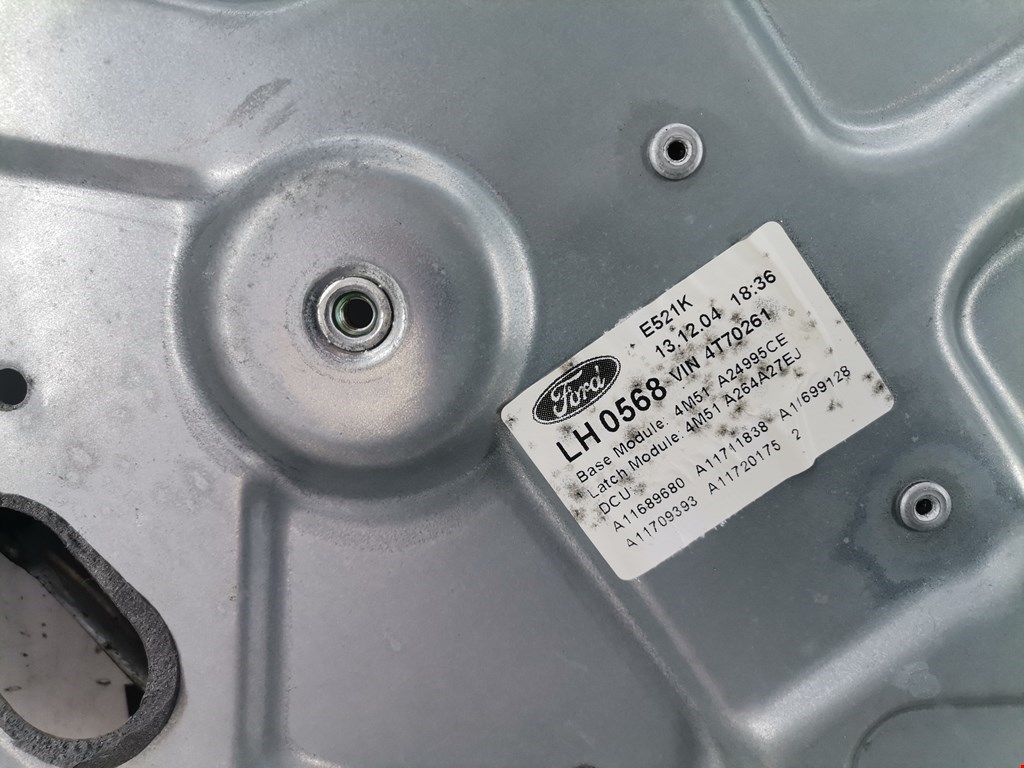 E521K
Ford 13.12.04 18:36
LH 0568 VIN 4T70261
Base Module: 4M51 A24995CE
Latch Module: 4M51 A264A27EJ
DCU:
A11689680 A11711838 A11699128
A11709393 A11720175 2